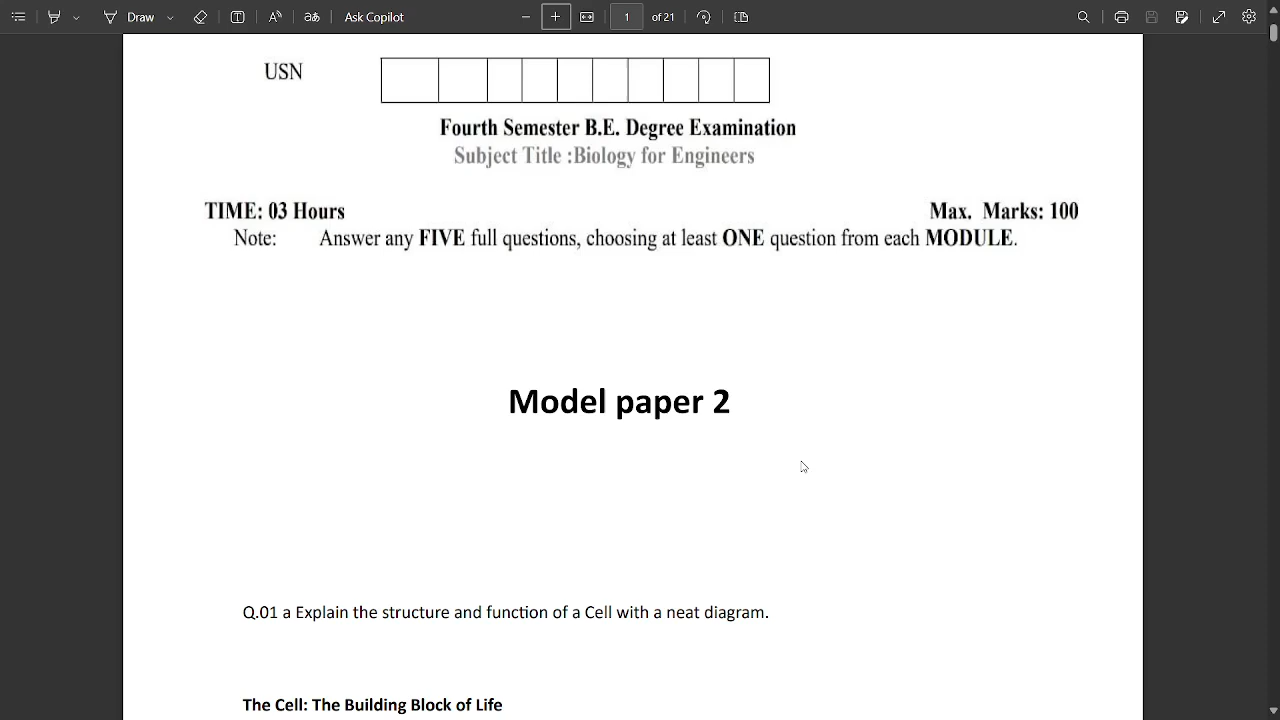 Draw
Ask Copilot
1 of 21
USN
Fourth Semester B.E. Degree Examination
Subject Title :Biology for Engineers
TIME: 03 Hours Max. Marks: 100
Note: Answer any FIVE full questions, choosing at least ONE question from each MODULE.
Model paper 2
Q.01 a Explain the structure and function of a Cell with a neat diagram.
The Cell: The Building Block of Life